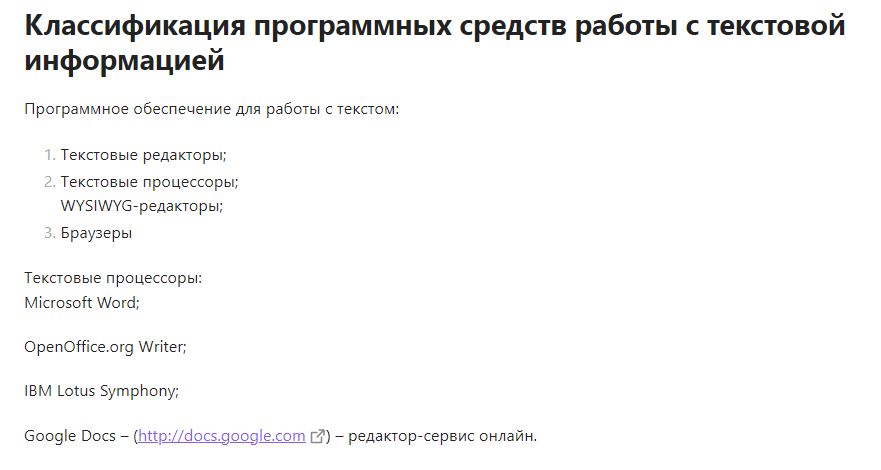 Классификация программных средств работы с текстовой
информацией
Программное обеспечение для работы с текстом:
1. Текстовые редакторы;
2. Текстовые процессоры;
WYSIWYG-редакторы;
3. Браузеры
Текстовые процессоры:
Microsoft Word;
OpenOffice.org Writer;
IBM Lotus Symphony;
Google Docs – (http://docs.google.com) – редактор-сервис онлайн.